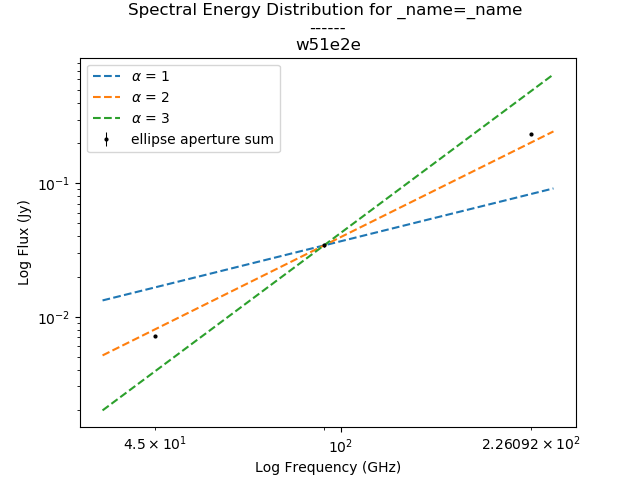 Spectral Energy Distribution for _name=_name
------
w51e2e
α = 1
α = 2
α = 3
ellipse aperture sum
Log Flux (Jy)
10⁻¹
10⁻²
4.5 × 10¹
10²
2.26092 × 10²
Log Frequency (GHz)